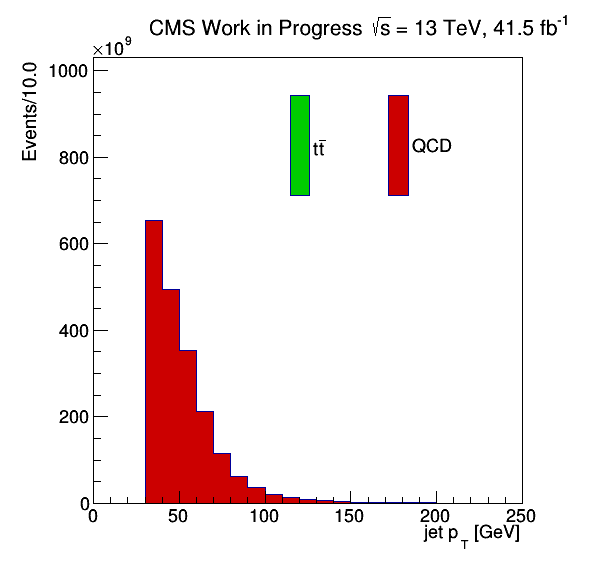 CMS Work in Progress √s = 13 TeV, 41.5 fb⁻¹
×10⁹
Events/10.0
1000
800
600
400
200
0
tt̄
QCD
0 50 100 150 200 250
jet p_T [GeV]